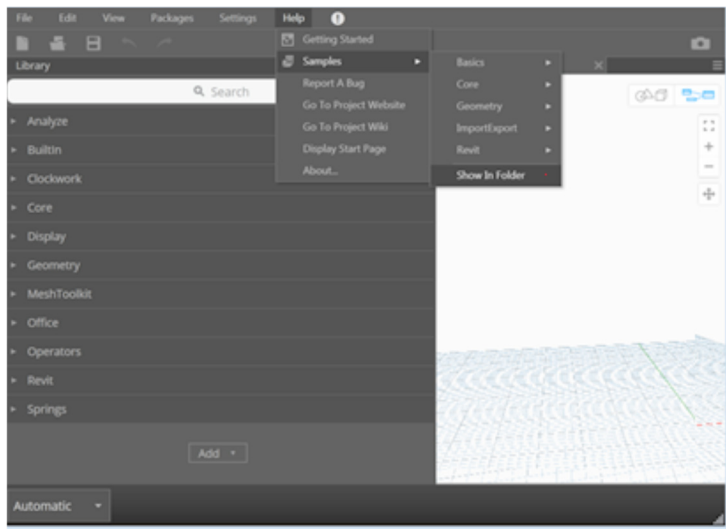 File Edit View Packages Settings Help !
Getting Started
Library
Samples
Basics
Search
Report A Bug
Core
Go To Project Website
Geometry
Analyze
Go To Project Wiki
ImportExport
BuiltIn
Display Start Page
Revit
Clockwork
About...
Show In Folder
Core
Display
Geometry
MeshToolkit
Office
Operators
Revit
Springs
Add
Automatic